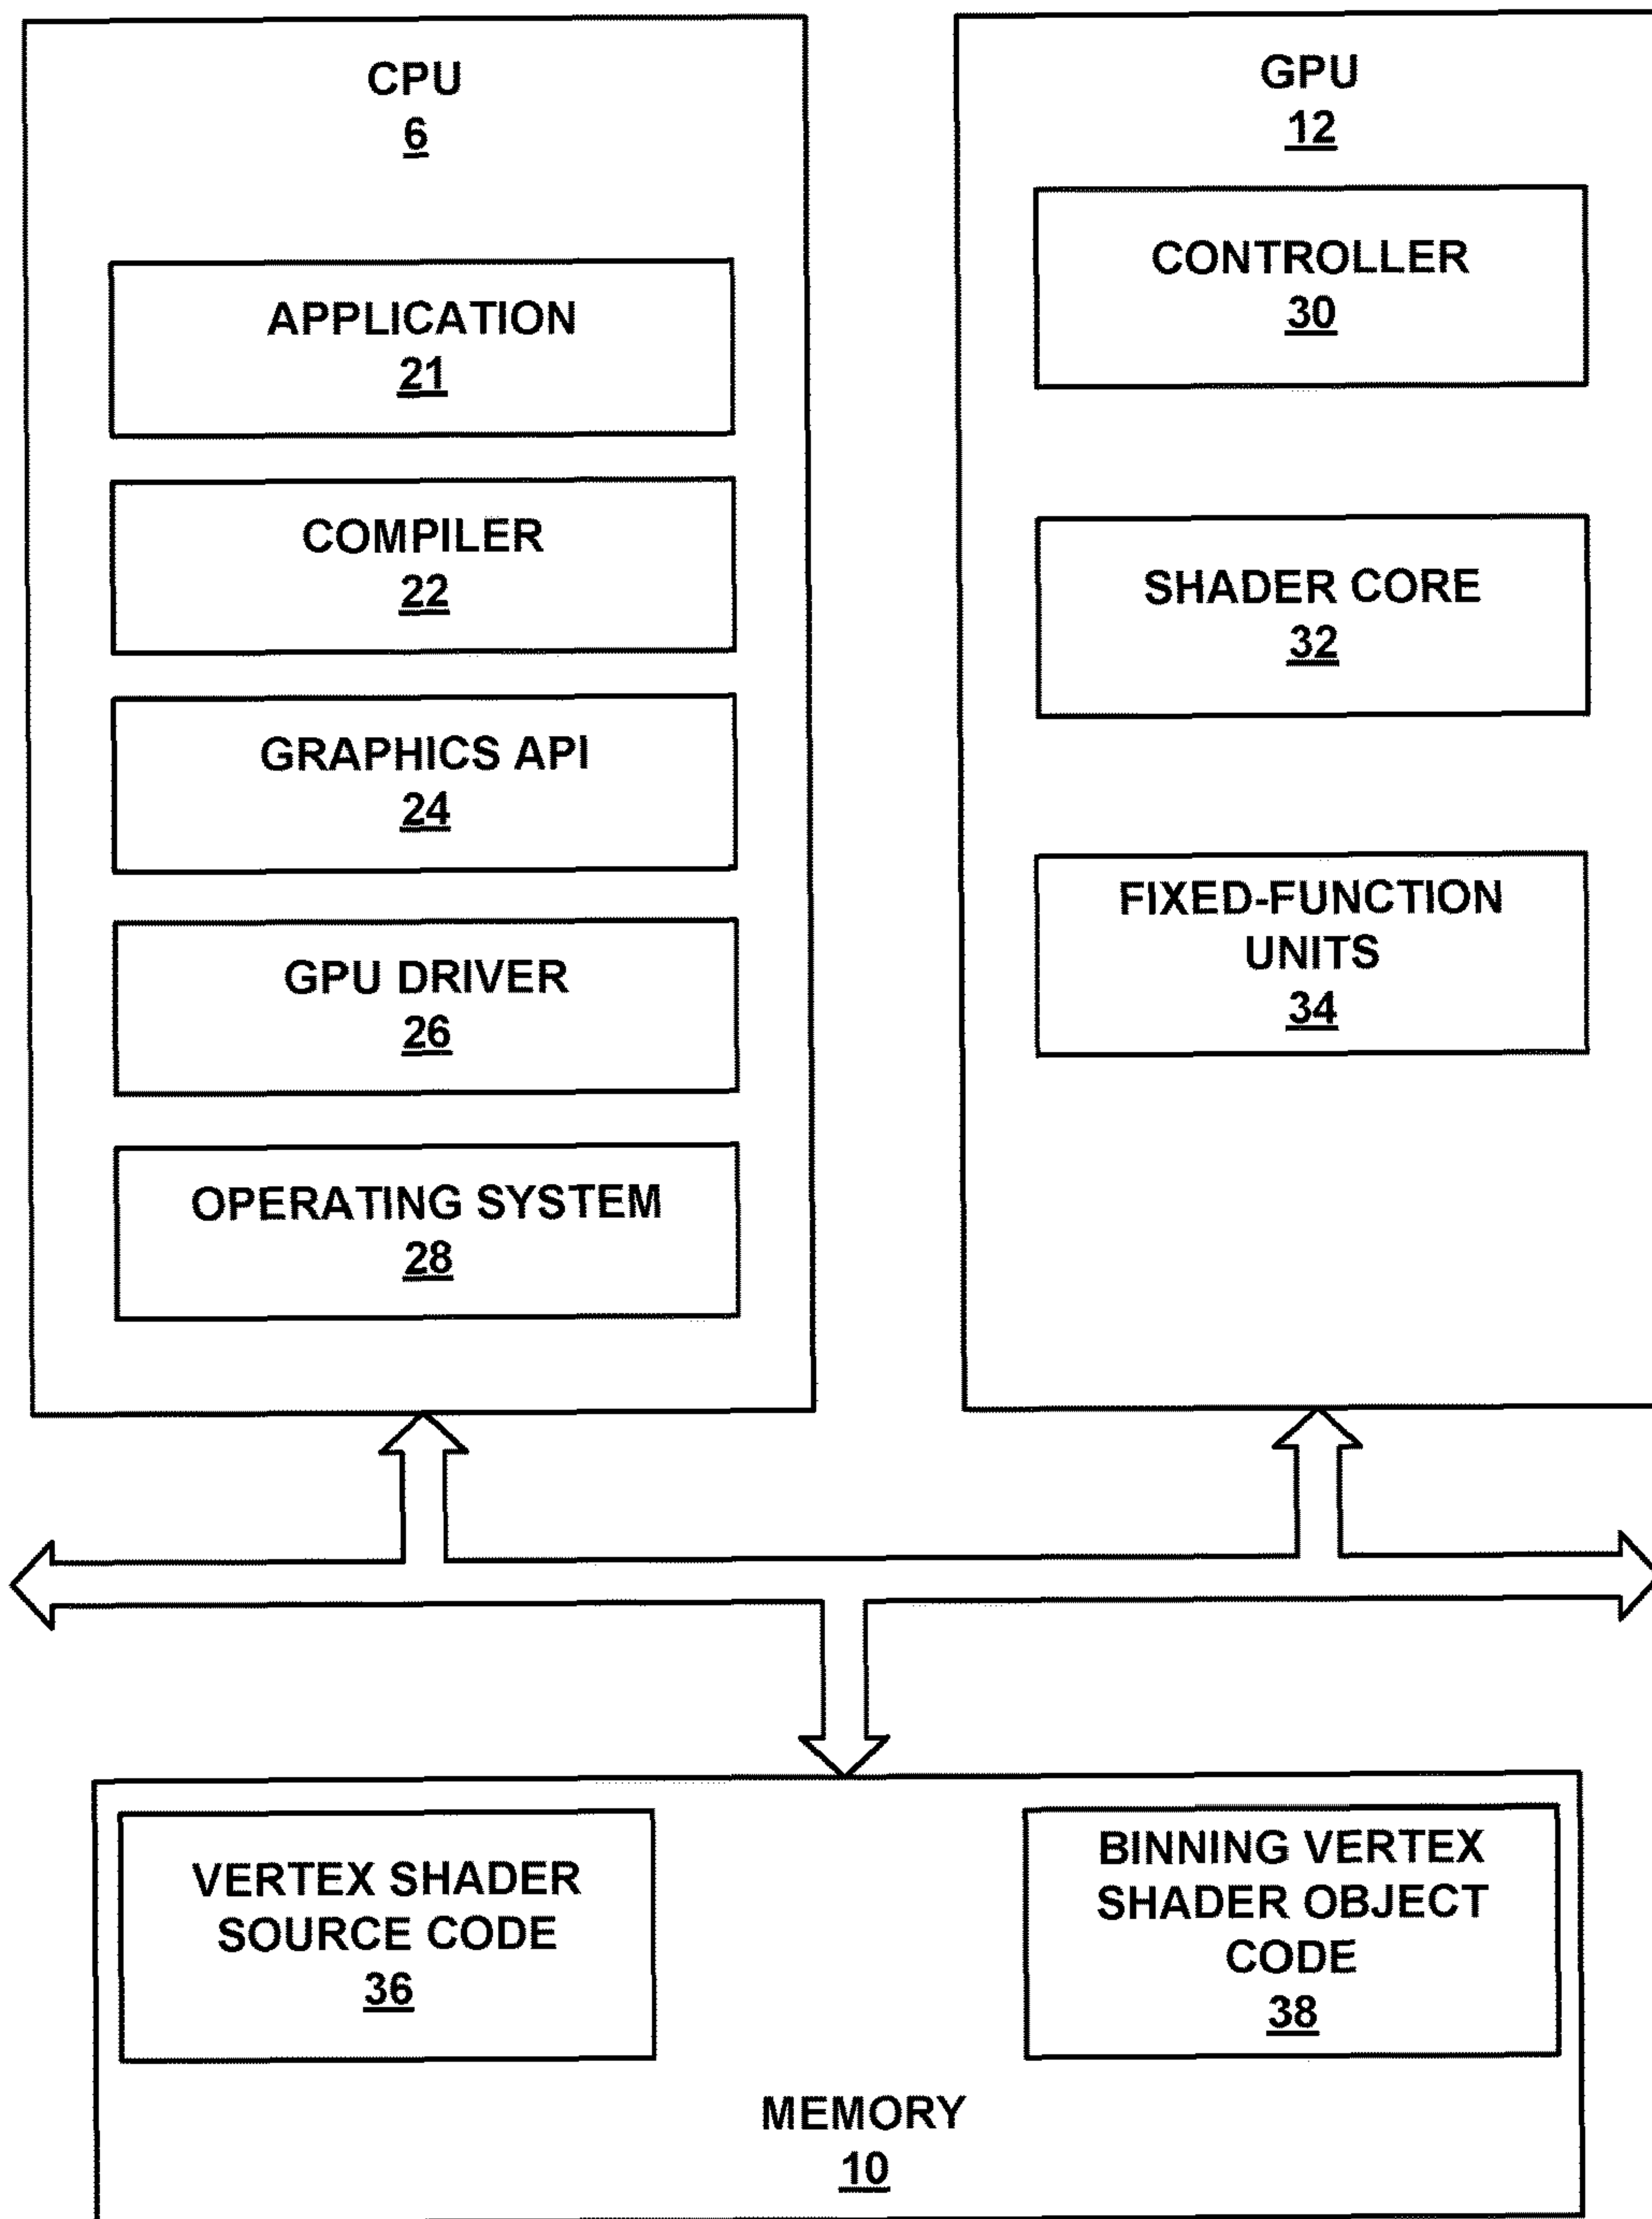 CPU
6
APPLICATION
21
COMPILER
22
GRAPHICS API
24
GPU DRIVER
26
OPERATING SYSTEM
28
GPU
12
CONTROLLER
30
SHADER CORE
32
FIXED-FUNCTION
UNITS
34
VERTEX SHADER
SOURCE CODE
36
BINNING VERTEX
SHADER OBJECT
CODE
38
MEMORY
10